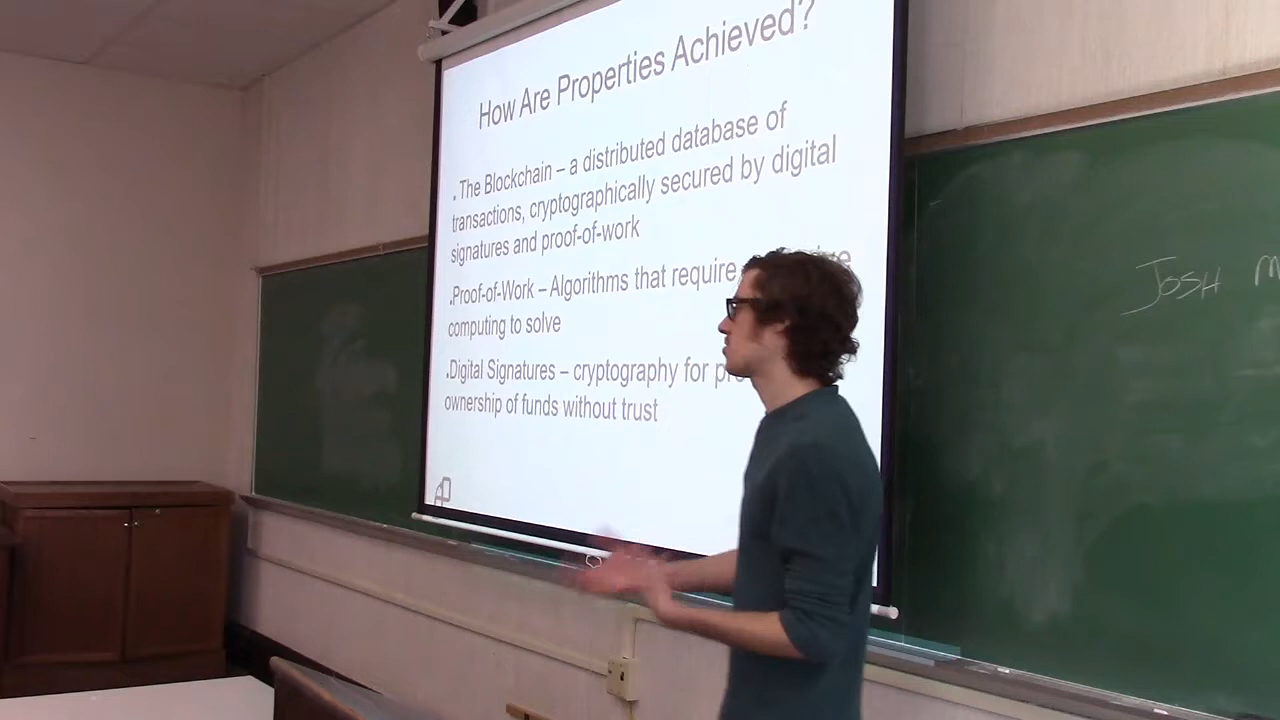 How Are Properties Achieved?
. The Blockchain – a distributed database of
transactions, cryptographically secured by digital
signatures and proof-of-work
.Proof-of-Work – Algorithms that require
computing to solve
.Digital Signatures – cryptography for
ownership of funds without trust
JOSH